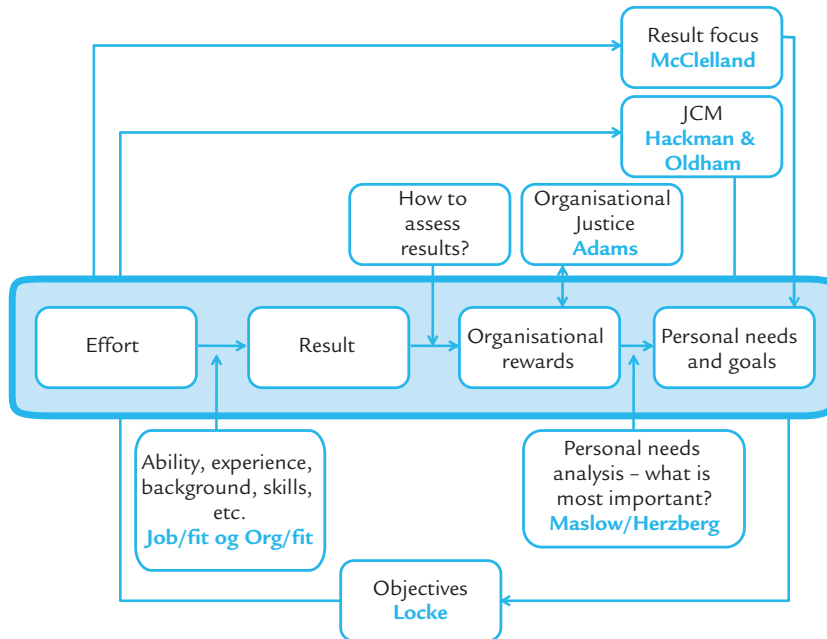 Result focus
McClelland
JCM
Hackman &
Oldham
How to
assess
results?
Organisational
Justice
Adams
Effort
Result
Organisational
rewards
Personal needs
and goals
Ability, experience,
background, skills,
etc.
Job/fit og Org/fit
Personal needs
analysis – what is
most important?
Maslow/Herzberg
Objectives
Locke